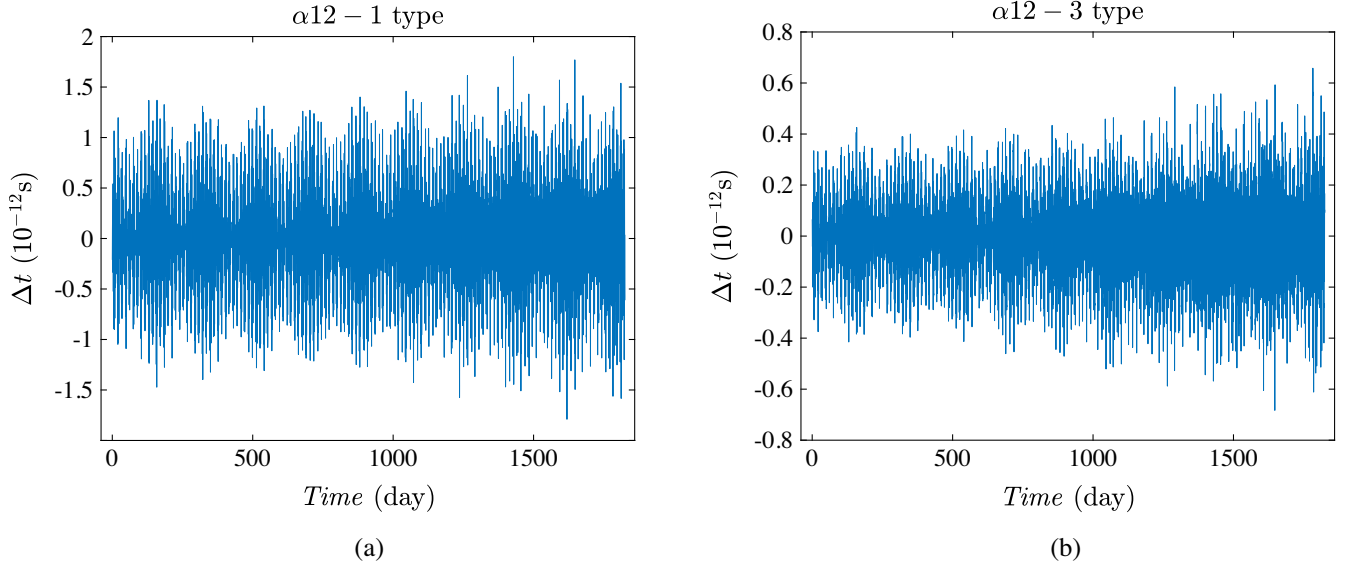 α12 − 1 type
2
1.5
1
0.5
0
-0.5
-1
-1.5
Δt (10⁻¹²s)
0 500 1000 1500
Time (day)
(a)
α12 − 3 type
0.8
0.6
0.4
0.2
0
-0.2
-0.4
-0.6
-0.8
Δt (10⁻¹²s)
0 500 1000 1500
Time (day)
(b)